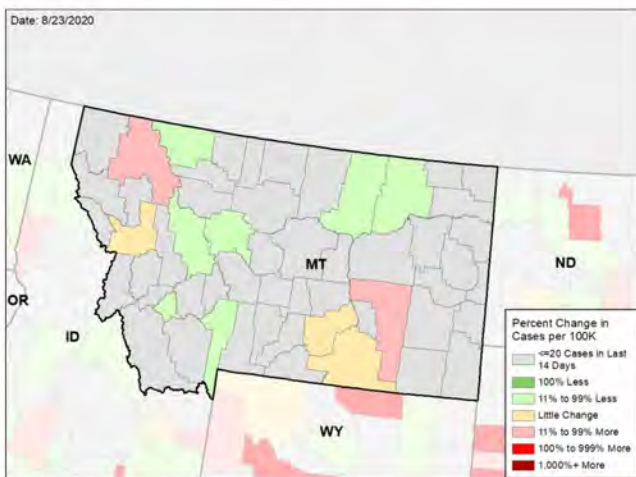 Date: 8/23/2020
WA
MT
ND
OR
ID
WY
Percent Change in
Cases per 100K
<=20 Cases in Last
14 Days
100% Less
11% to 99% Less
Little Change
11% to 99% More
100% to 999% More
1,000%+ More